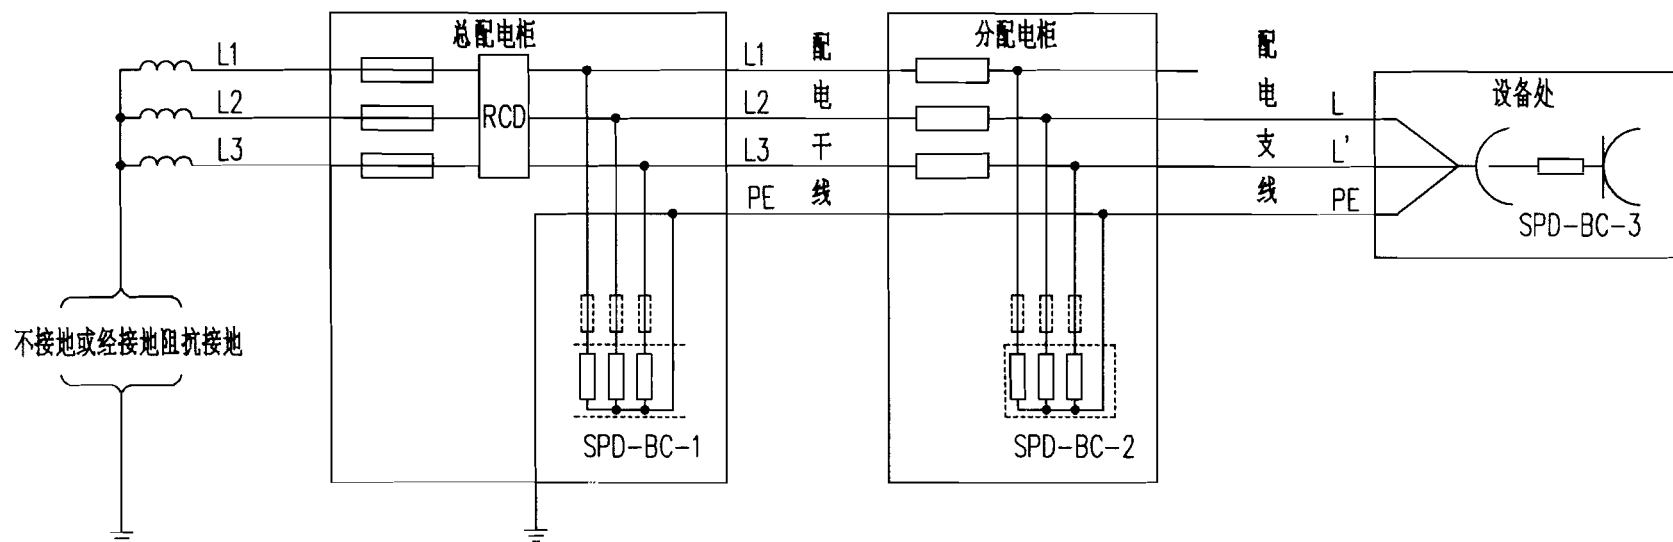 总配电柜
分配电柜
设备处
L1
L2
L3
RCD
L1
L2
L3
PE
配电干线
配电支线
L
L'
PE
SPD-BC-3
不接地或经接地阻抗接地
SPD-BC-1
SPD-BC-2